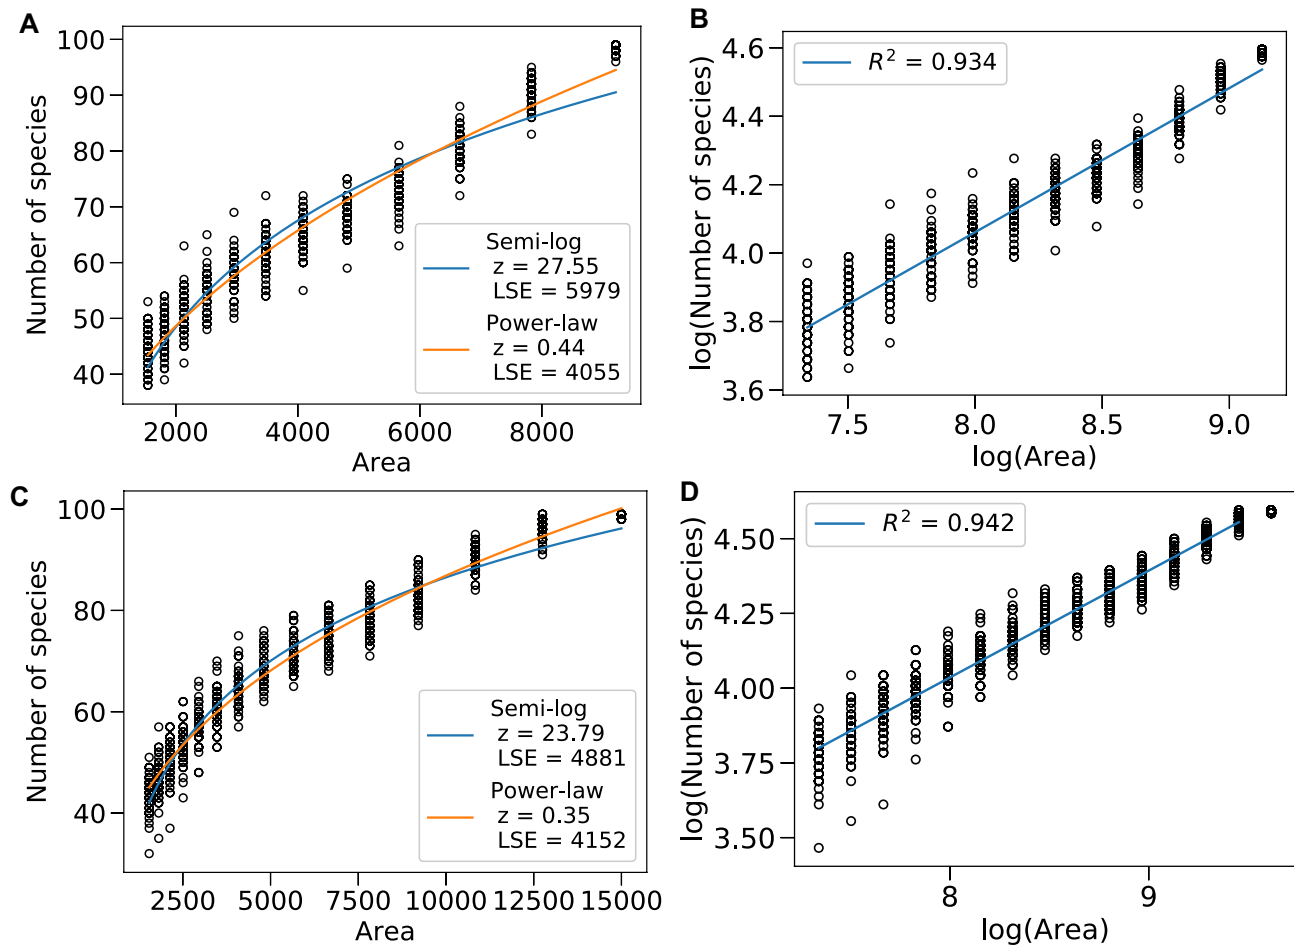 A
Number of species
100
90
80
70
60
50
40
Semi-log
z = 27.55
LSE = 5979
Power-law
z = 0.44
LSE = 4055
2000
4000
6000
8000
Area
B
log(Number of species)
4.6
4.4
4.2
4.0
3.8
3.6
R² = 0.934
7.5
8.0
8.5
9.0
log(Area)
C
Number of species
100
80
60
40
Semi-log
z = 23.79
LSE = 4881
Power-law
z = 0.35
LSE = 4152
2500
5000
7500
10000
12500
15000
Area
D
log(Number of species)
4.50
4.25
4.00
3.75
3.50
R² = 0.942
8
9
log(Area)